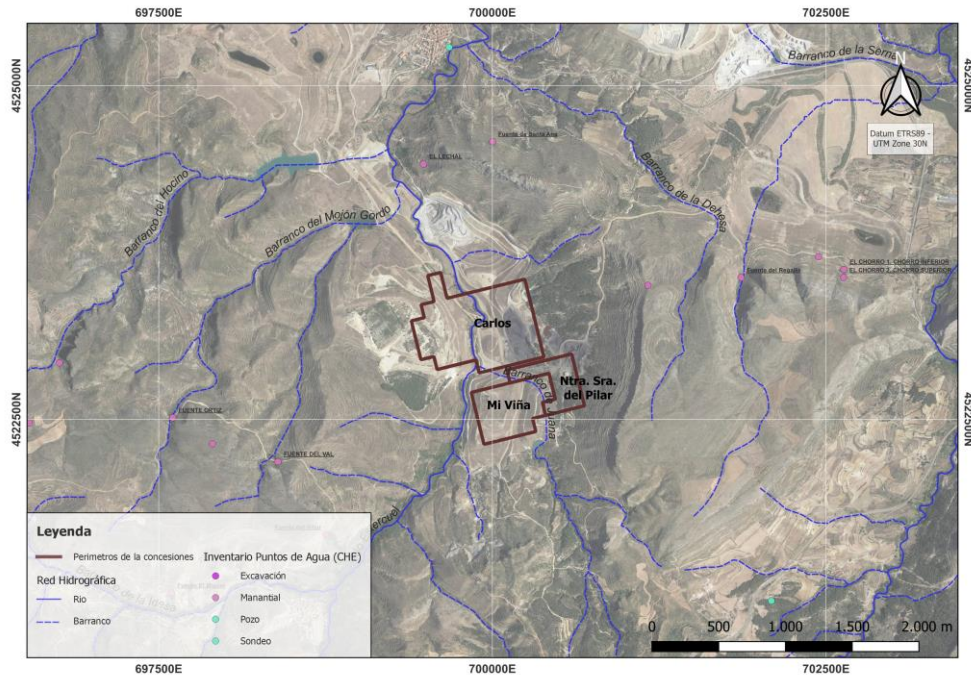 697500E
700000E
702500E
4525000N
4525000N
Barranco de la Serna
N
Datum ETRS89 -
UTM Zone 30N
Fuente de Santa Ana
EL LECHAL
Barranco de la Dehesa
Barranco del Hocino
Barranco del Mojón Gordo
EL CHORRO 1. CHORRO INFERIOR
EL CHORRO 2. CHORRO SUPERIOR
Fuente del Regallo
Carlos
Barranco de Juana
Ntra. Sra.
del Pilar
Mi Viña
4522500N
4522500N
FUENTE ORTIZ
FUENTE DEL VAL
Leyenda
Perimetros de la concesiones
Inventario Puntos de Agua (CHE)
Red Hidrográfica
Rio
Barranco
Excavación
Manantial
Pozo
Sondeo
0 500 1.000 1.500 2.000 m
697500E
700000E
702500E